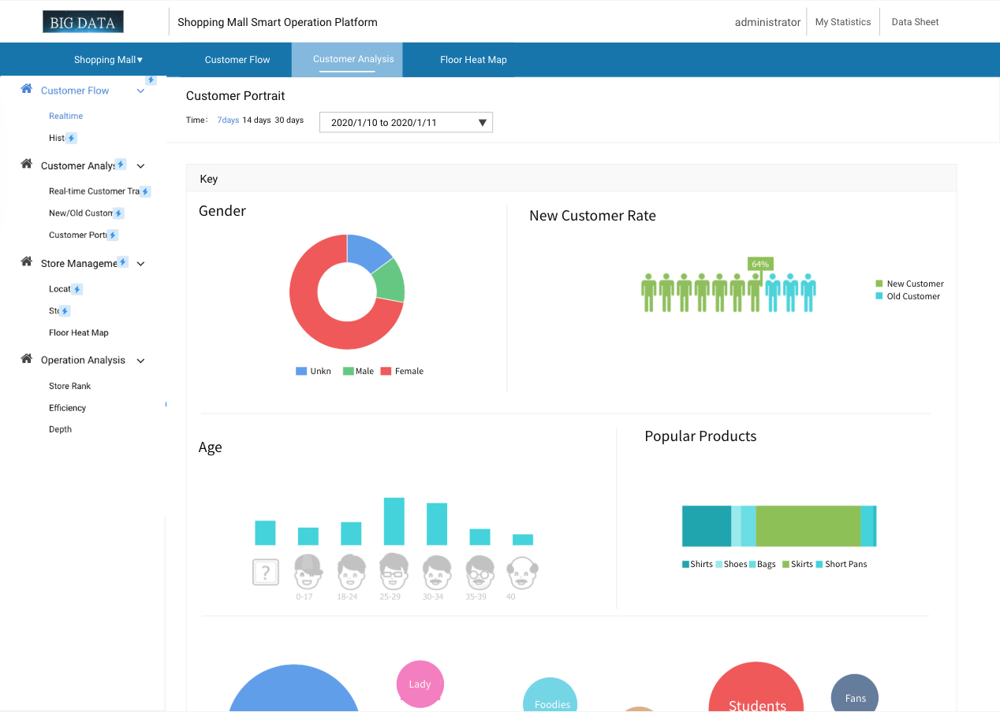 BIG DATA
Shopping Mall Smart Operation Platform
administrator
My Statistics
Data Sheet
Shopping Mall▼
Customer Flow
Customer Analysis
Floor Heat Map
Customer Flow
Realtime
Hist
Customer Analys
Real-time Customer Tra
New/Old Custom
Customer Port
Store Manageme
Locat
Sto
Floor Heat Map
Operation Analysis
Store Rank
Efficiency
Depth
Customer Portrait
Time: 7days 14 days 30 days
2020/1/10 to 2020/1/11 ▼
Key
Gender
Unkn Male Female
New Customer Rate
64%
New Customer
Old Customer
Age
?
0-17 18-24 25-29 30-34 35-39 40
Popular Products
Shirts Shoes Bags Skirts Short Pans
Lady
Foodies
Students
Fans